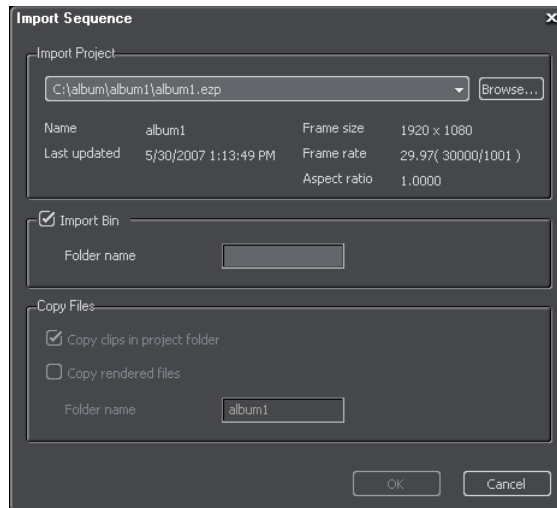 Import Sequence
Import Project
C:\album\album1\album1.ezp
Browse...
Name album1 Frame size 1920 x 1080
Last updated 5/30/2007 1:13:49 PM Frame rate 29.97( 30000/1001 )
Aspect ratio 1.0000
Import Bin
Folder name
Copy Files
Copy clips in project folder
Copy rendered files
Folder name album1
OK Cancel